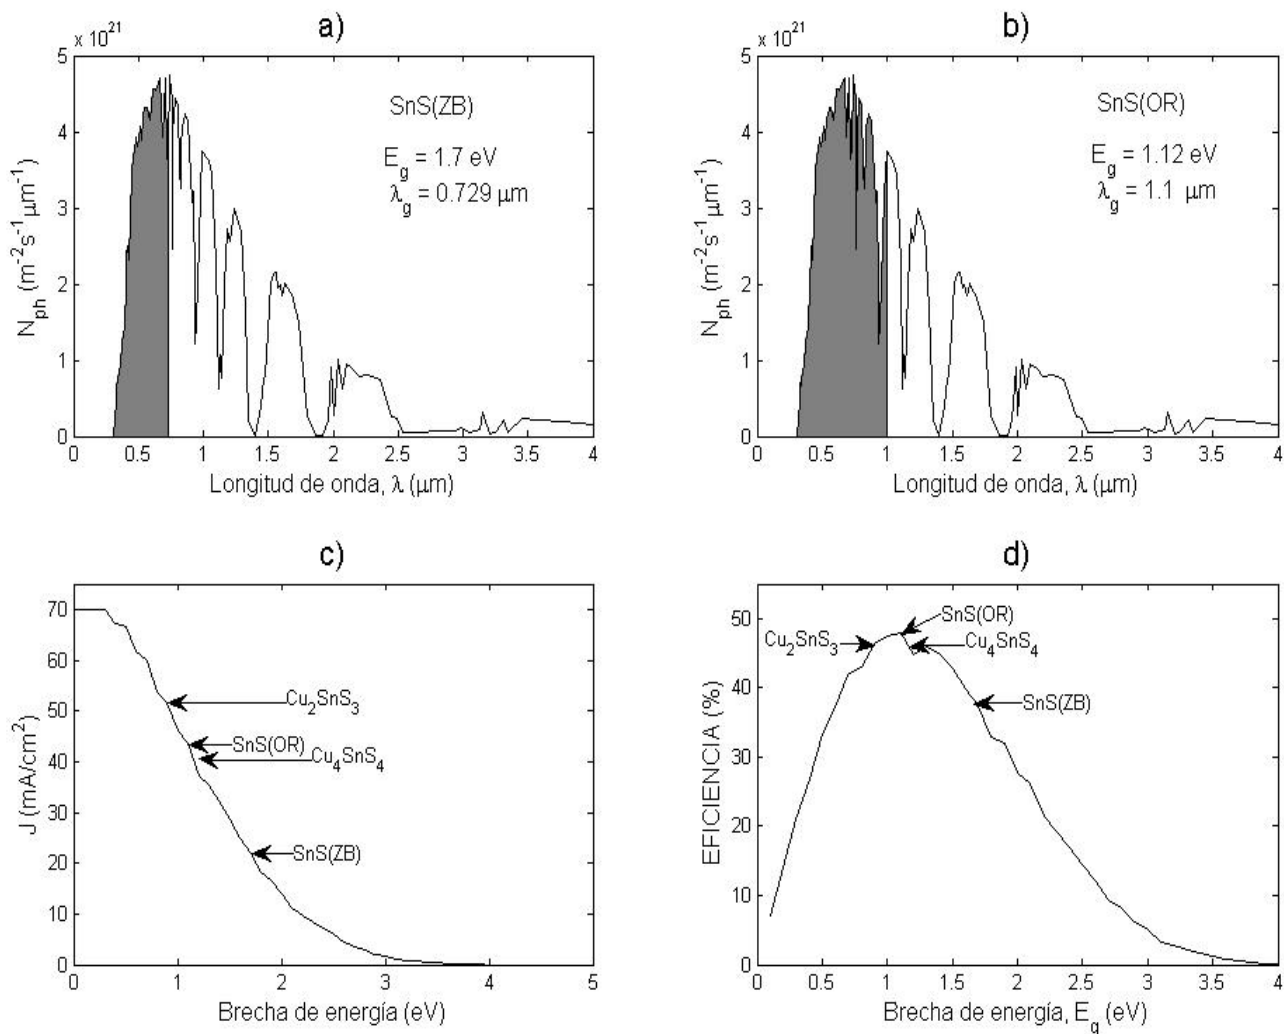 a)
x 10^21
5
4
3
2
1
0
N_ph (m^-2 s^-1 μm^-1)
SnS(ZB)
E_g = 1.7 eV
λ_g = 0.729 μm
0 0.5 1 1.5 2 2.5 3 3.5 4
Longitud de onda, λ (μm)
b)
x 10^21
5
4
3
2
1
0
N_ph (m^-2 s^-1 μm^-1)
SnS(OR)
E_g = 1.12 eV
λ_g = 1.1 μm
0 0.5 1 1.5 2 2.5 3 3.5 4
Longitud de onda, λ (μm)
c)
70
60
50
40
30
20
10
0
J (mA/cm²)
Cu₂SnS₃
SnS(OR)
Cu₄SnS₄
SnS(ZB)
0 1 2 3 4 5
Brecha de energía (eV)
d)
50
40
30
20
10
0
EFICIENCIA (%)
SnS(OR)
Cu₂SnS₃
Cu₄SnS₄
SnS(ZB)
0 0.5 1 1.5 2 2.5 3 3.5 4
Brecha de energía, E_g (eV)